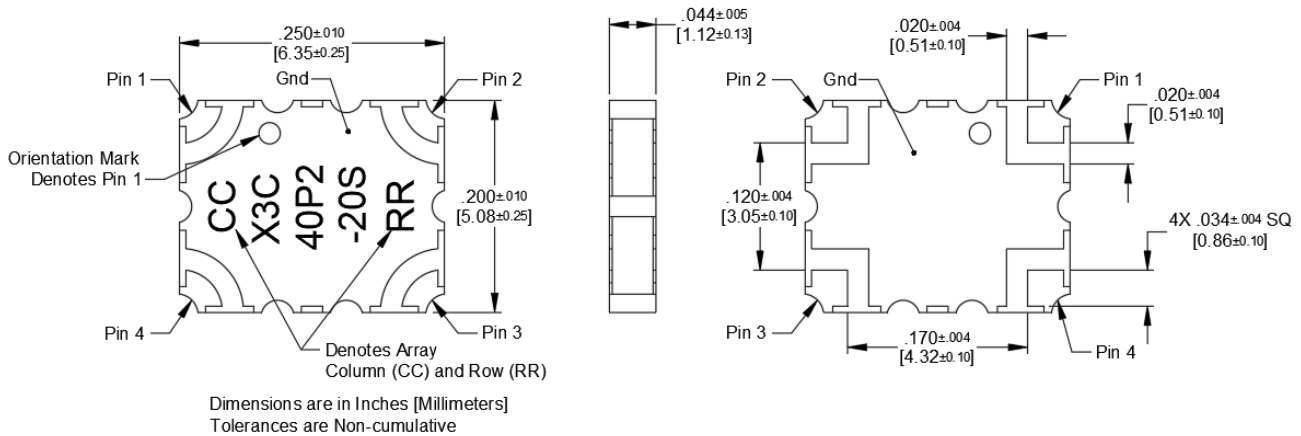 .250±.010
[6.35±0.25]
Pin 1
Gnd
Pin 2
Orientation Mark
Denotes Pin 1
CC
X3C
40P2
-20S
RR
.200±.010
[5.08±0.25]
Pin 4
Pin 3
Denotes Array
Column (CC) and Row (RR)
Dimensions are in Inches [Millimeters]
Tolerances are Non-cumulative
.044±.005
[1.12±0.13]
.020±.004
[0.51±0.10]
Pin 2
Gnd
Pin 1
.020±.004
[0.51±0.10]
.120±.004
[3.05±0.10]
4X .034±.004 SQ
[0.86±0.10]
Pin 3
.170±.004
[4.32±0.10]
Pin 4